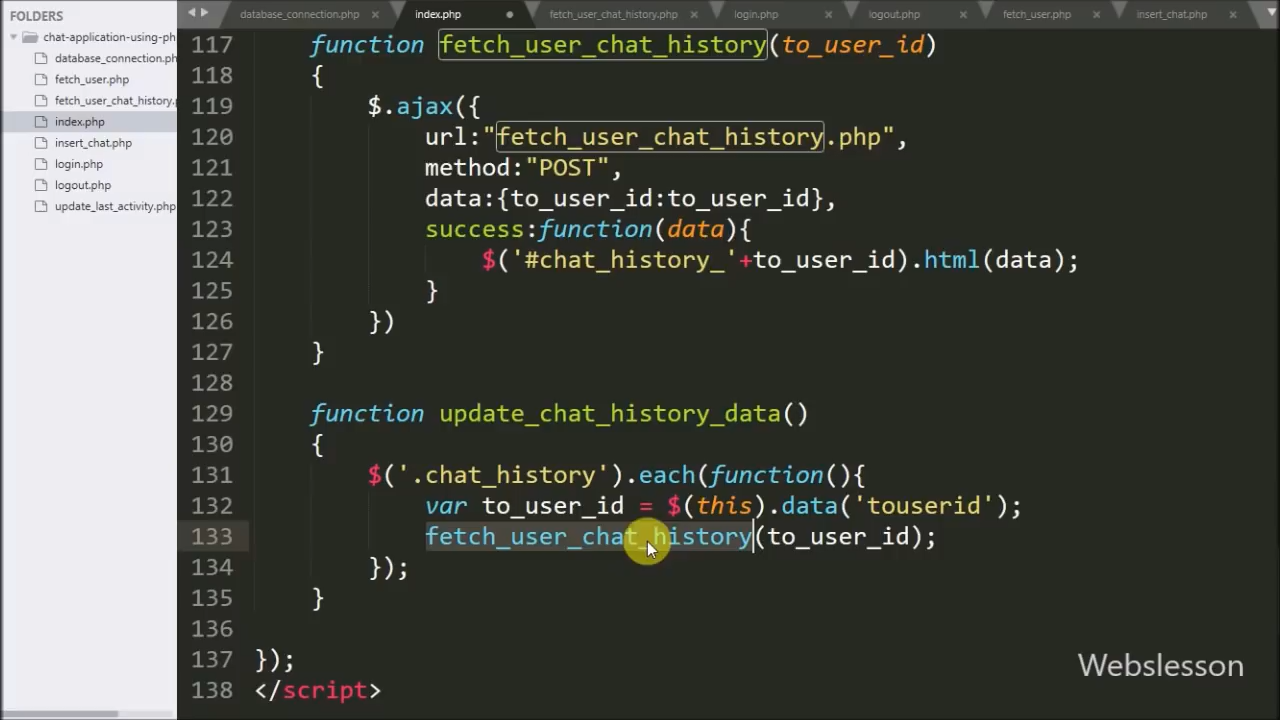 FOLDERS
chat-application-using-ph
database_connection.ph
fetch_user.php
fetch_user_chat_history.p
index.php
insert_chat.php
login.php
logout.php
update_last_activity.php
database_connection.php × index.php fetch_user_chat_history.php × login.php × logout.php × fetch_user.php × insert_chat.php ×
117 function fetch_user_chat_history(to_user_id)
118 {
119 $.ajax({
120 url:"fetch_user_chat_history.php",
121 method:"POST",
122 data:{to_user_id:to_user_id},
123 success:function(data){
124 $('#chat_history_'+to_user_id).html(data);
125 }
126 })
127 }
128
129 function update_chat_history_data()
130 {
131 $('.chat_history').each(function(){
132 var to_user_id = $(this).data('touserid');
133 fetch_user_chat_history(to_user_id);
134 });
135 }
136
137 });
138 </script>
Webslesson